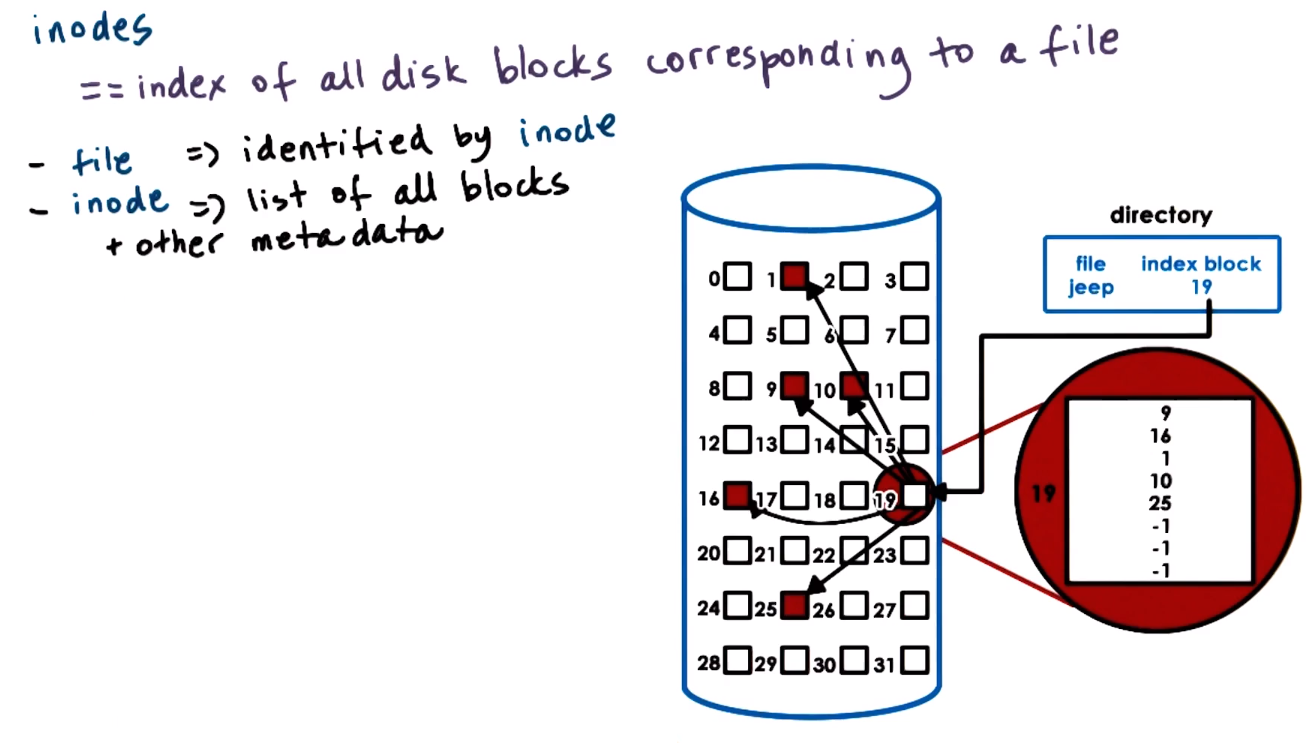 inodes
== index of all disk blocks corresponding to a file
- file => identified by inode
- inode => list of all blocks
+ other metadata
directory
file index block
jeep 19
0 1 2 3
4 5 6 7
8 9 10 11
12 13 14 15
16 17 18 19
20 21 22 23
24 25 26 27
28 29 30 31
19
9
16
1
10
25
-1
-1
-1